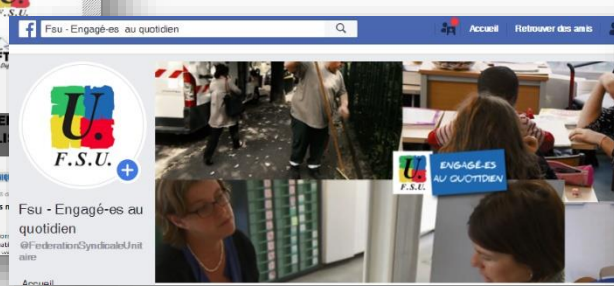 F.S.U.
Fsu - Engagé-es au quotidien
Accueil
Retrouver des amis
U.
F.S.U.
U.
F.S.U.
ENGAGÉ-ES
AU QUOTIDIEN
Fsu - Engagé-es au
quotidien
@FederationSyndicaleUnit
aire
Accueil